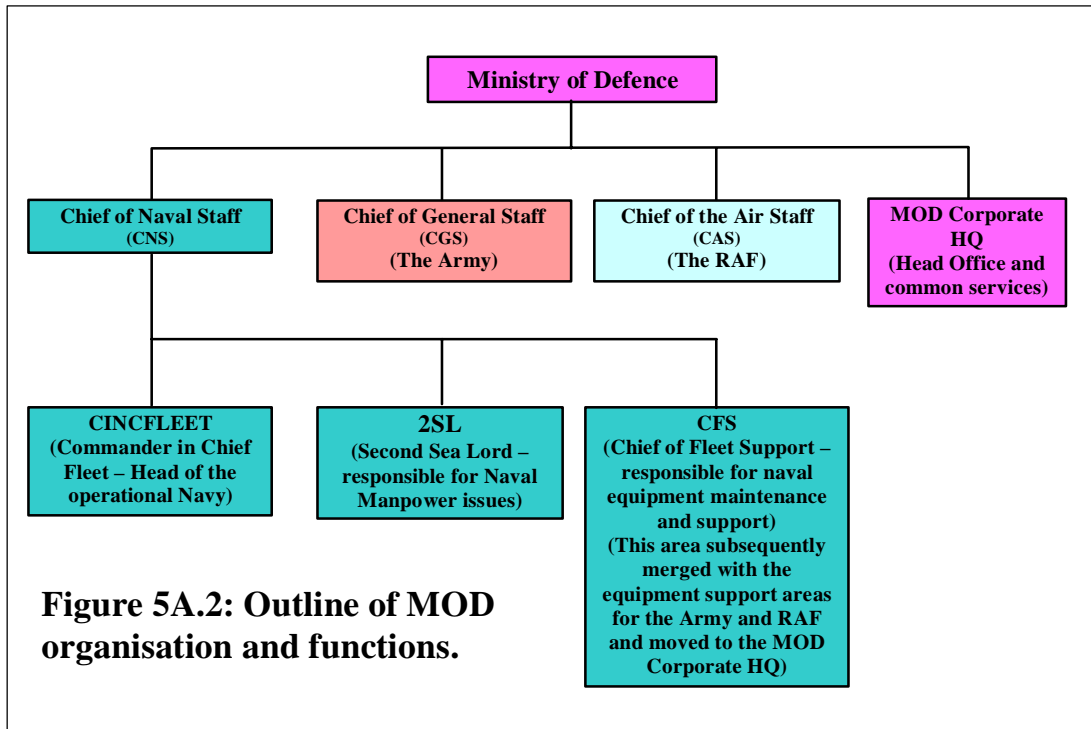 Ministry of Defence
Chief of Naval Staff
(CNS)
Chief of General Staff
(CGS)
(The Army)
Chief of the Air Staff
(CAS)
(The RAF)
MOD Corporate
HQ
(Head Office and
common services)
CINCFLEET
(Commander in Chief
Fleet – Head of the
operational Navy)
2SL
(Second Sea Lord –
responsible for Naval
Manpower issues)
CFS
(Chief of Fleet Support –
responsible for naval
equipment maintenance
and support)
(This area subsequently
merged with the
equipment support areas
for the Army and RAF
and moved to the MOD
Corporate HQ)
Figure 5A.2: Outline of MOD
organisation and functions.